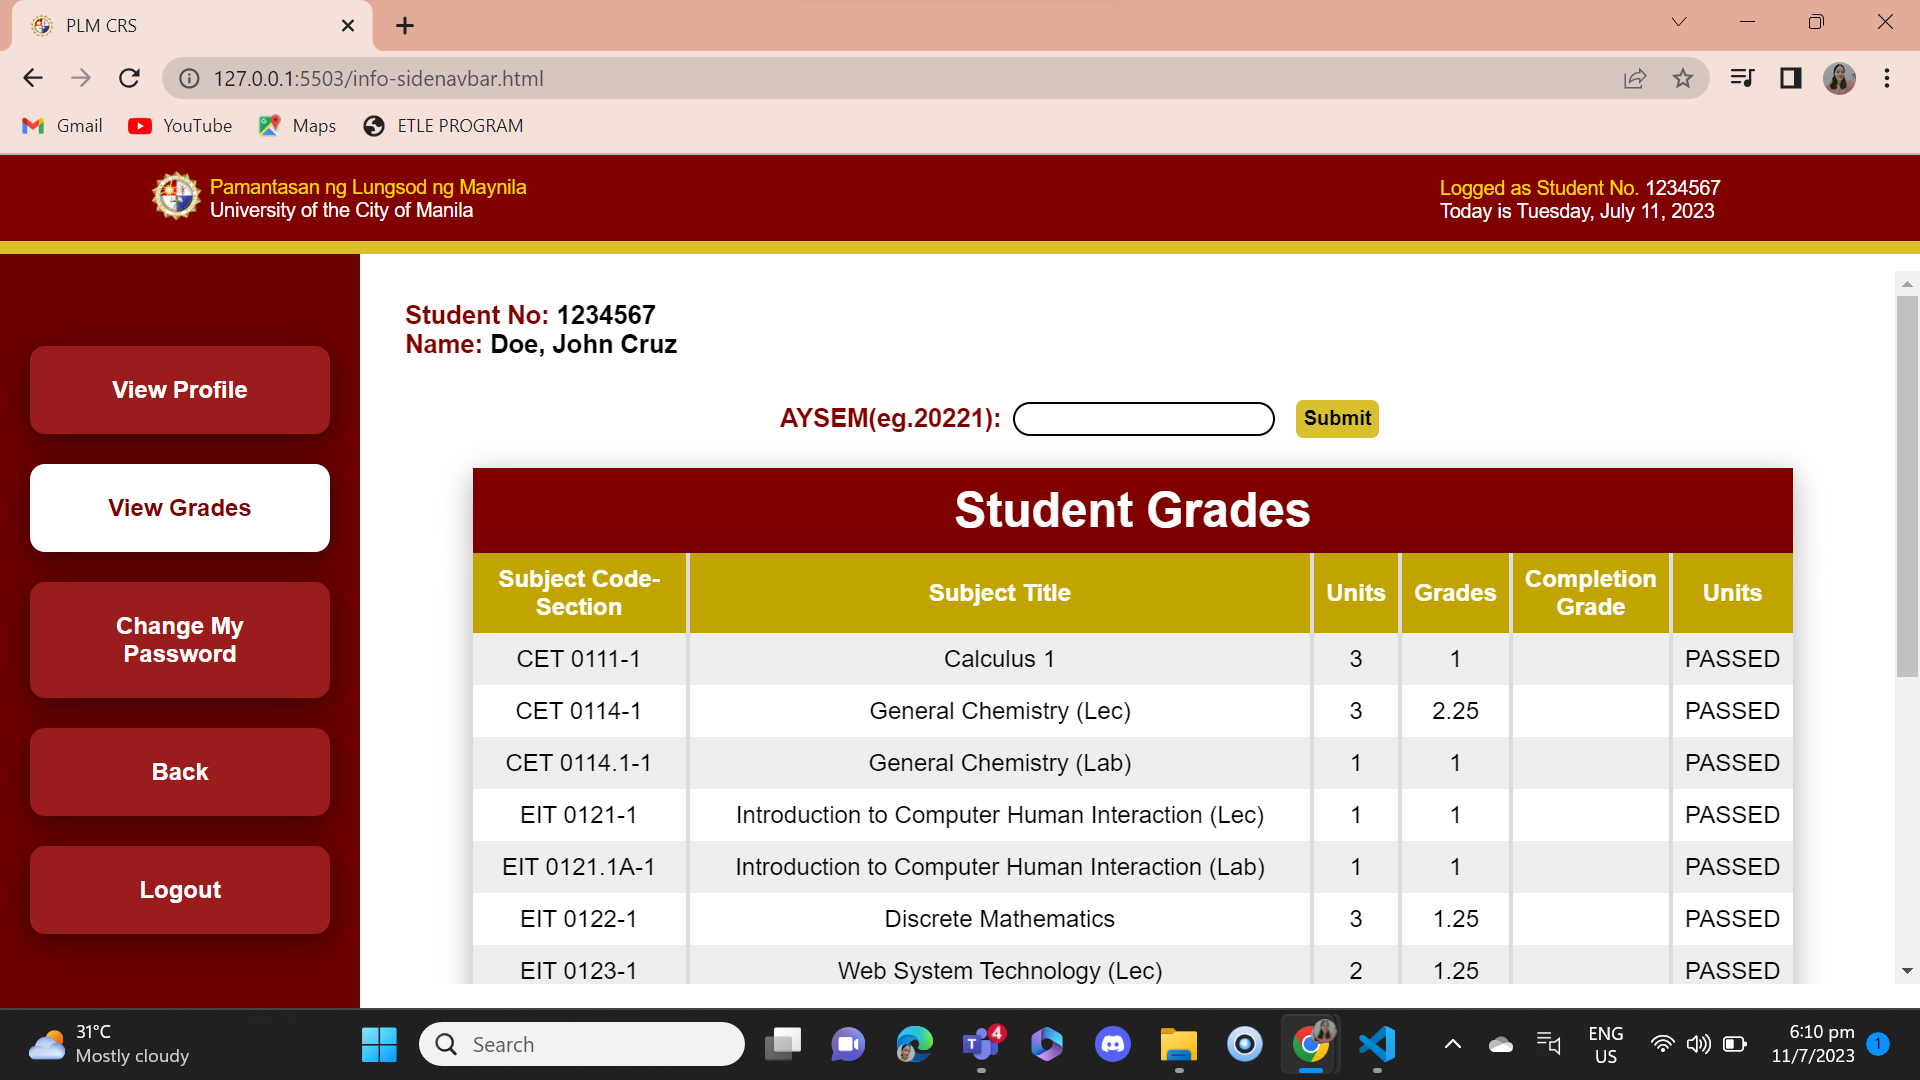 PLM CRS
127.0.0.1:5503/info-sidenavbar.html
Gmail YouTube Maps ETLE PROGRAM
Pamantasan ng Lungsod ng Maynila
University of the City of Manila
Logged as Student No. 1234567
Today is Tuesday, July 11, 2023
View Profile
View Grades
Change My
Password
Back
Logout
Student No: 1234567
Name: Doe, John Cruz
AYSEM(eg.20221): Submit
Student Grades
Subject Code-
Section
Subject Title
Units
Grades
Completion
Grade
Units
CET 0111-1 Calculus 1 3 1 PASSED
CET 0114-1 General Chemistry (Lec) 3 2.25 PASSED
CET 0114.1-1 General Chemistry (Lab) 1 1 PASSED
EIT 0121-1 Introduction to Computer Human Interaction (Lec) 1 1 PASSED
EIT 0121.1A-1 Introduction to Computer Human Interaction (Lab) 1 1 PASSED
EIT 0122-1 Discrete Mathematics 3 1.25 PASSED
EIT 0123-1 Web System Technology (Lec) 2 1.25 PASSED
31°C
Mostly cloudy
Search
T
4
ENG
US
6:10 pm
11/7/2023
1